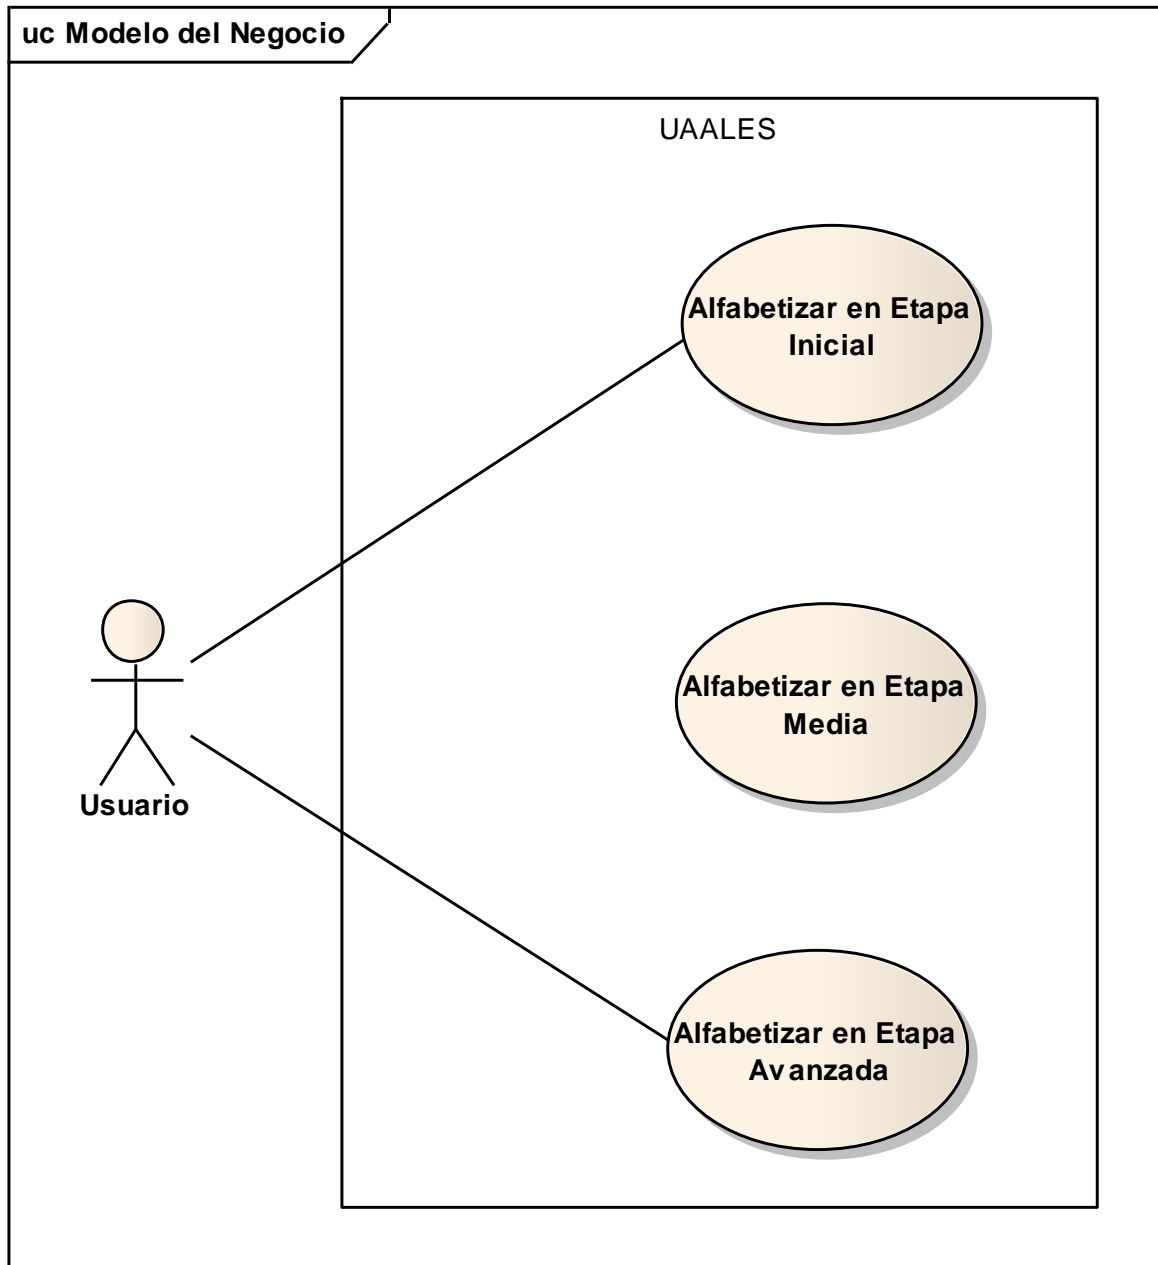 uc Modelo del Negocio
UAALES
Alfabetizar en Etapa
Inicial
Alfabetizar en Etapa
Media
Usuario
Alfabetizar en Etapa
Avanzada